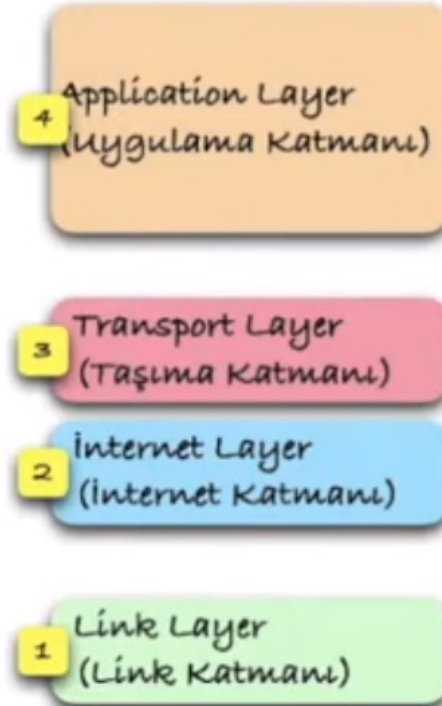 4
Application Layer
(Uygulama Katmanı)
3
Transport Layer
(Taşıma Katmanı)
2
İnternet Layer
(İnternet Katmanı)
1
Link Layer
(Link Katmanı)